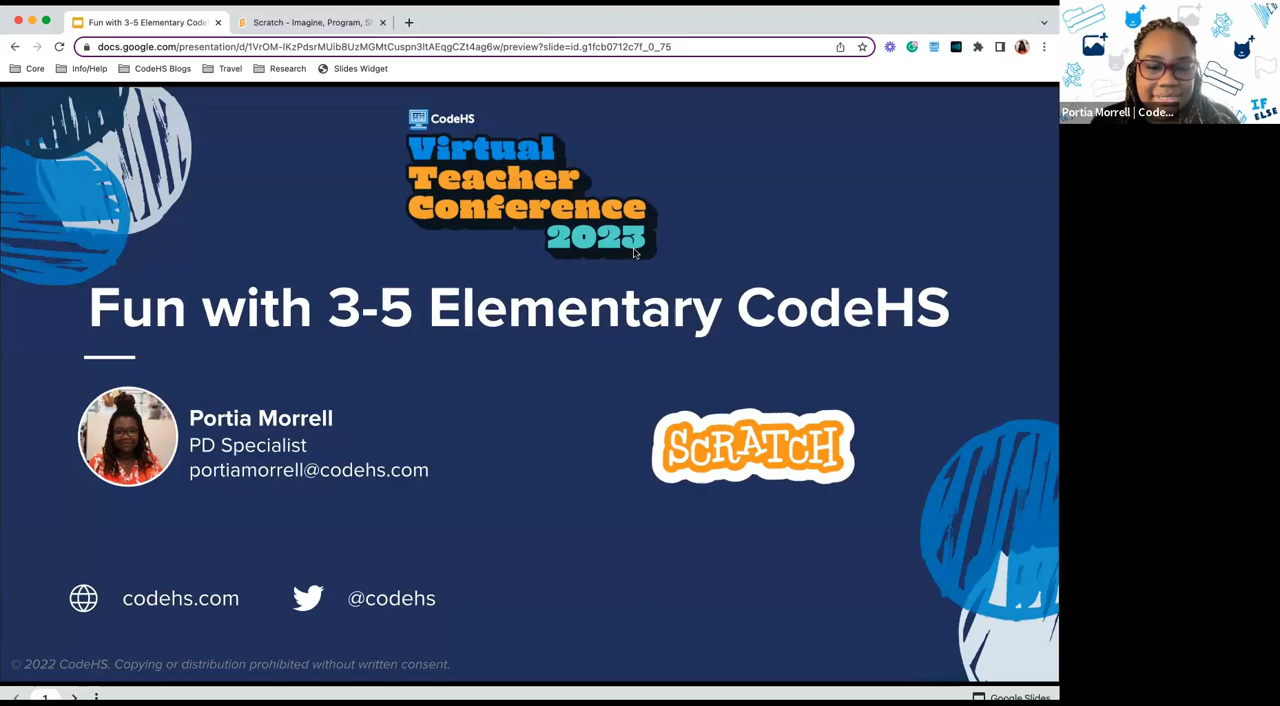 Fun with 3-5 Elementary Code
Scratch - Imagine, Program, Sh
docs.google.com/presentation/d/1VrOM-IKzPdsrMUib8UzMGMtCuspn3ltAEqgCZt4ag6w/preview?slide=id.g1fcb0712c7f_0_75
Core
Info/Help
CodeHS Blogs
Travel
Research
Slides Widget
IF
ELSE
Portia Morrell | Code...
CodeHS
Virtual
Teacher
Conference
2023
Fun with 3-5 Elementary CodeHS
Portia Morrell
PD Specialist
portiamorrell@codehs.com
SCRATCH
codehs.com
@codehs
© 2022 CodeHS. Copying or distribution prohibited without written consent.
1
Google Slides